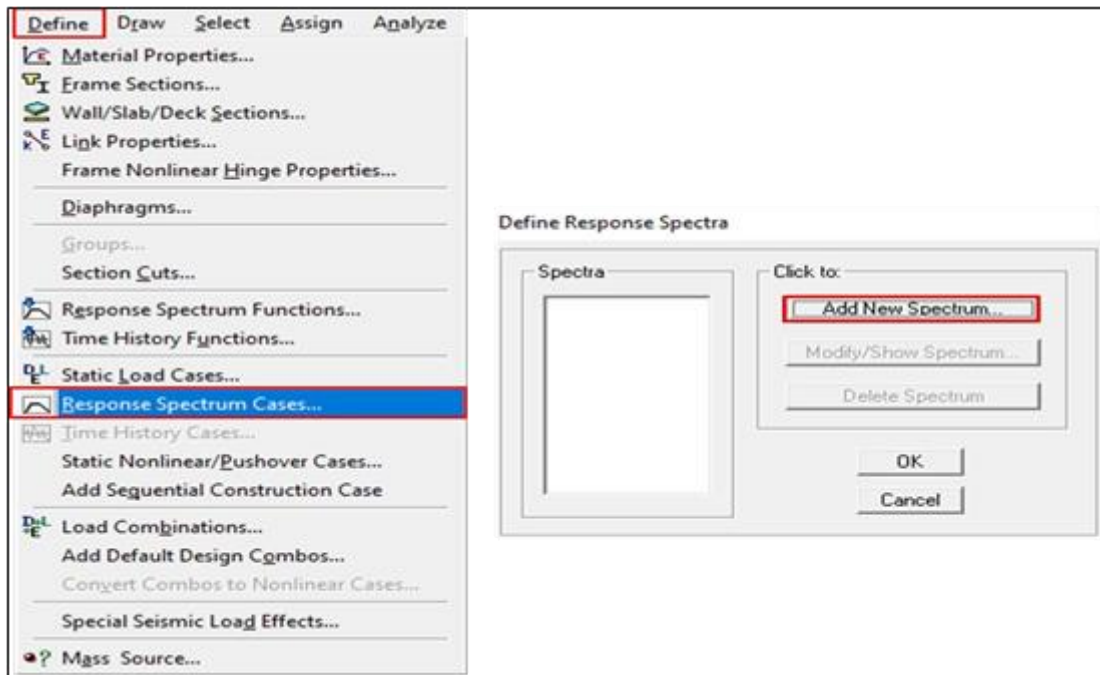 Define Draw Select Assign Analyze
Material Properties...
Frame Sections...
Wall/Slab/Deck Sections...
Link Properties...
Frame Nonlinear Hinge Properties...
Diaphragms...
Groups...
Section Cuts...
Response Spectrum Functions...
Time History Functions...
Static Load Cases...
Response Spectrum Cases...
Time History Cases...
Static Nonlinear/Pushover Cases...
Add Sequential Construction Case
Load Combinations...
Add Default Design Combos...
Convert Combos to Nonlinear Cases...
Special Seismic Load Effects...
Mass Source...
Define Response Spectra
Spectra
Click to:
Add New Spectrum...
Modify/Show Spectrum...
Delete Spectrum
OK
Cancel